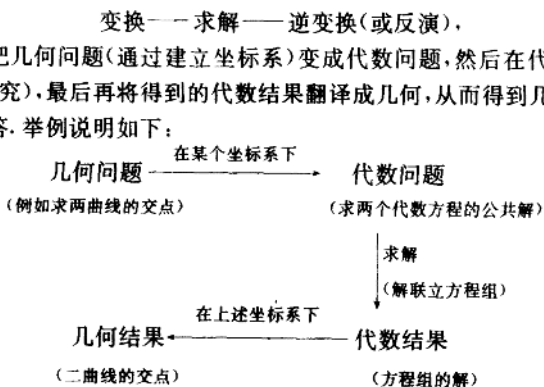 变换——求解——逆变换(或反演),
把几何问题(通过建立坐标系)变成代数问题,然后在代
究),最后再将得到的代数结果翻译成几何,从而得到几
答.举例说明如下:
几何问题 在某个坐标系下 代数问题
(例如求两曲线的交点) (求两个代数方程的公共解)
求解
(解联立方程组)
几何结果 在上述坐标系下 代数结果
(二曲线的交点) (方程组的解)